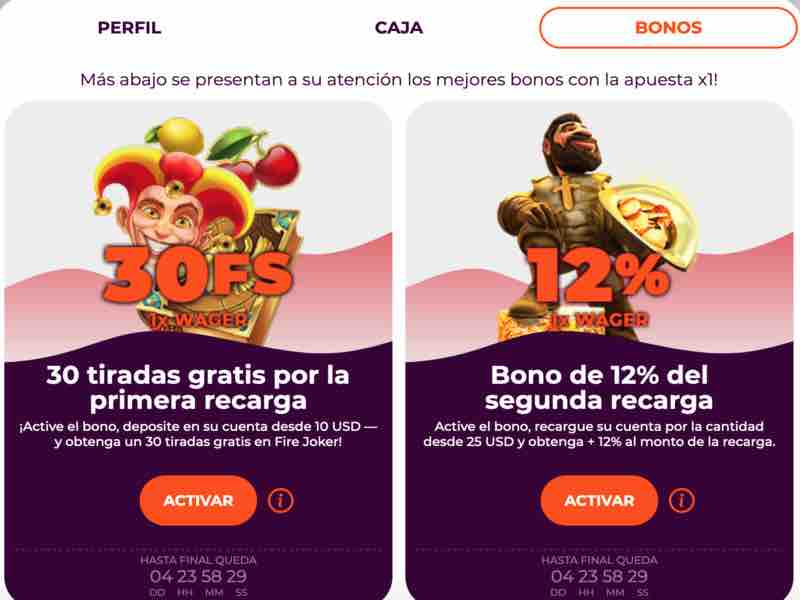 PERFIL CAJA BONOS
Más abajo se presentan a su atención los mejores bonos con la apuesta x1!
30FS
1x WAGER
30 tiradas gratis por la
primera recarga
¡Active el bono, deposite en su cuenta desde 10 USD —
y obtenga un 30 tiradas gratis en Fire Joker!
ACTIVAR i
HASTA FINAL QUEDA
04 23 58 29
DD HH MM SS
12%
1x WAGER
Bono de 12% del
segunda recarga
Active el bono, recargue su cuenta por la cantidad
desde 25 USD y obtenga + 12% al monto de la recarga.
ACTIVAR i
HASTA FINAL QUEDA
04 23 58 29
DD HH MM SS